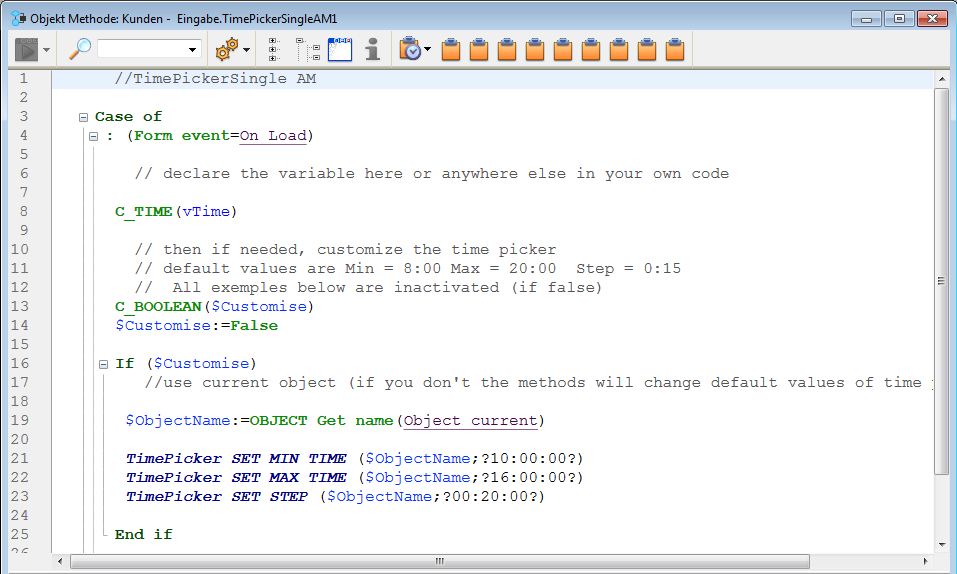 Objekt Methode: Kunden - Eingabe.TimePickerSingleAM1
1 //TimePickerSingle AM
2
3 Case of
4 : (Form event=On Load)
5
6 // declare the variable here or anywhere else in your own code
7
8 C_TIME(vTime)
9
10 // then if needed, customize the time picker
11 // default values are Min = 8:00 Max = 20:00 Step = 0:15
12 // All exemples below are inactivated (if false)
13 C_BOOLEAN($Customise)
14 $Customise:=False
15
16 If ($Customise)
17 //use current object (if you don't the methods will change default values of time
18
19 $ObjectName:=OBJECT Get name(Object current)
20
21 TimePicker SET MIN TIME ($ObjectName;?10:00:00?)
22 TimePicker SET MAX TIME ($ObjectName;?16:00:00?)
23 TimePicker SET STEP ($ObjectName;?00:20:00?)
24
25 End if
26